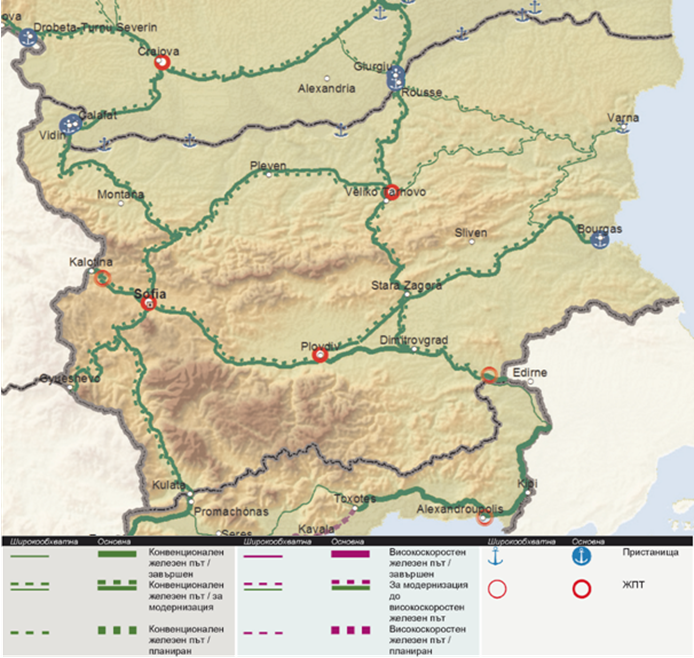 Drobeta-Turnu Severin
Craiova
Giurgiu
Alexandria
Rousse
Calafat
Vidin
Varna
Pleven
Montana
Veliko Tarnovo
Sliven
Bourgas
Kalotina
Sofia
Stara Zagora
Plovdiv
Dimitrovgrad
Gyueshevo
Edirne
Kulata
Kipi
Promachonas
Toxotes
Alexandroupolis
Kavala
Seres
Широкообхватна Основна Широкообхватна Основна Широкообхватна Основна
Конвенционален
железен път /
завършен
Конвенционален
железен път / за
модернизация
Конвенционален
железен път /
планиран
Високоскоростен
железен път /
завършен
За модернизация
до
високоскоростен
железен път
Високоскоростен
железен път /
планиран
Пристанища
ЖПТ